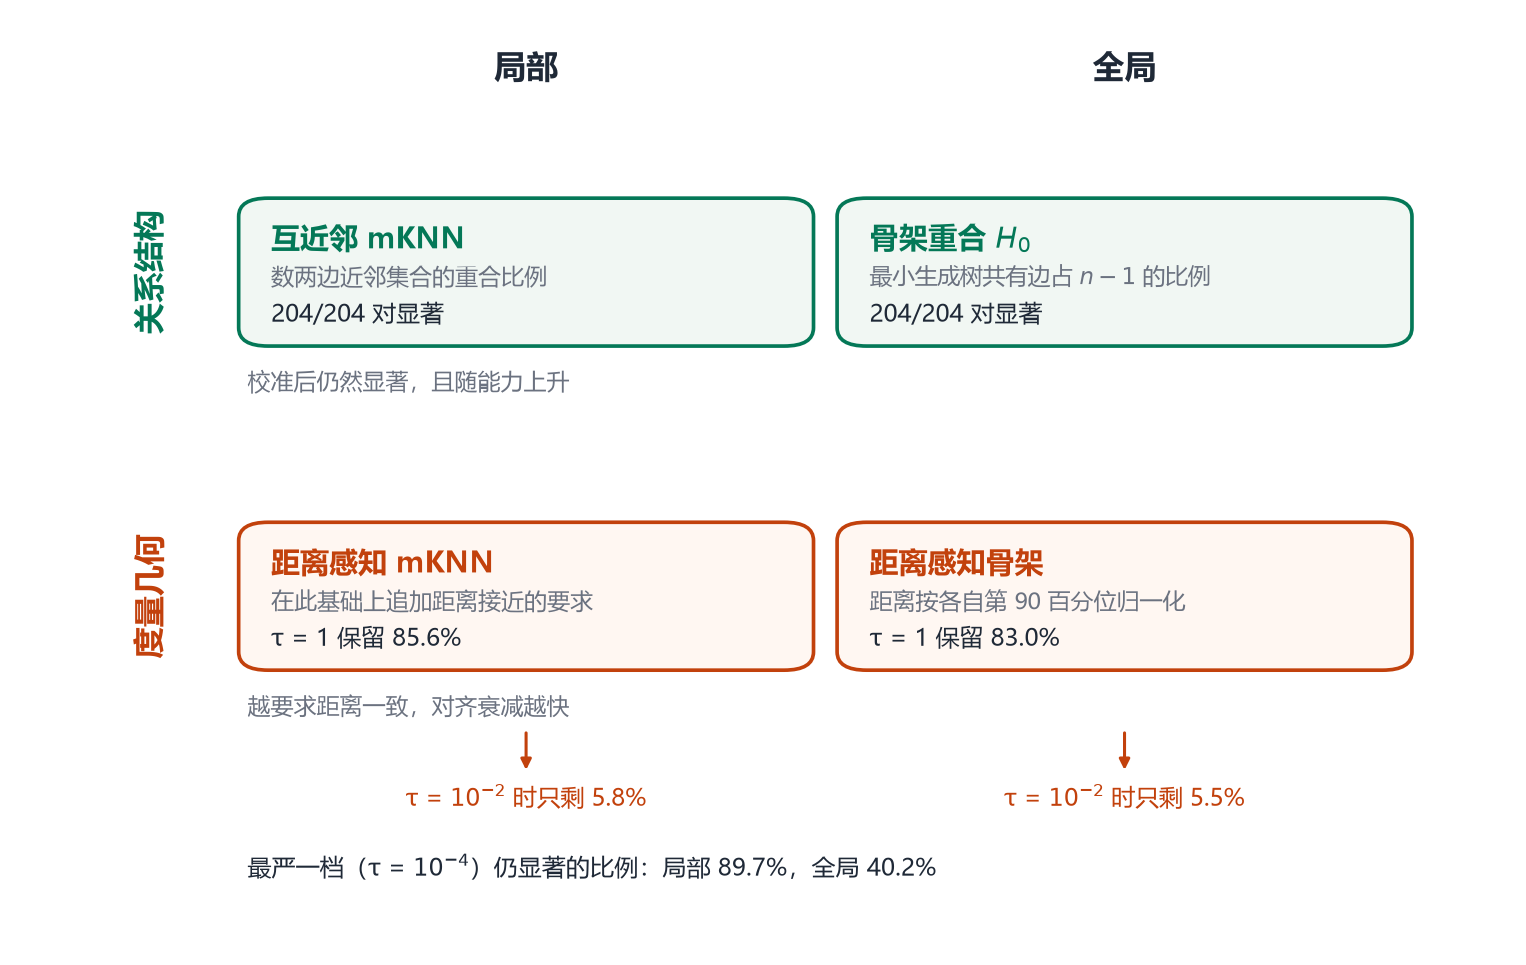 局部
全局
关系结构
互近邻 mKNN
数两边近邻集合的重合比例
204/204 对显著
骨架重合 H₀
最小生成树共有边占 n − 1 的比例
204/204 对显著
校准后仍然显著，且随能力上升
度量几何
距离感知 mKNN
在此基础上追加距离接近的要求
τ = 1 保留 85.6%
距离感知骨架
距离按各自第 90 百分位归一化
τ = 1 保留 83.0%
越要求距离一致，对齐衰减越快
τ = 10⁻² 时只剩 5.8%
τ = 10⁻² 时只剩 5.5%
最严一档（τ = 10⁻⁴）仍显著的比例：局部 89.7%，全局 40.2%